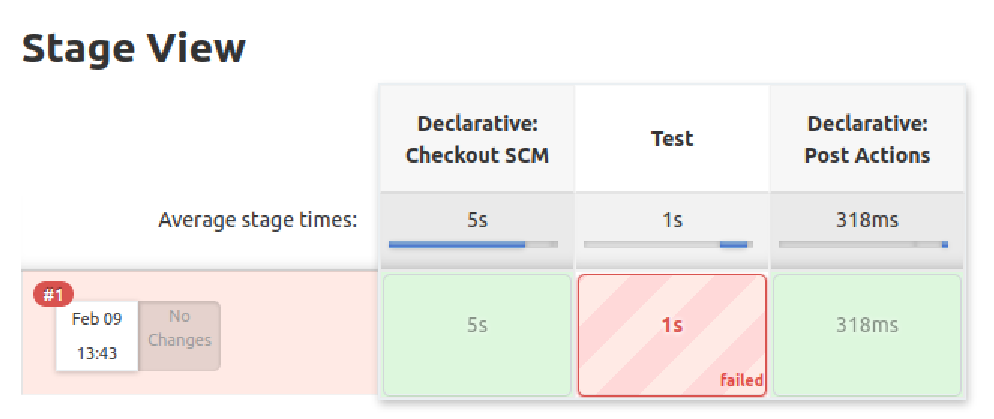 Stage View
Declarative:
Checkout SCM
Test
Declarative:
Post Actions
Average stage times:
5s
1s
318ms
#1
Feb 09
13:43
No
Changes
5s
1s
failed
318ms